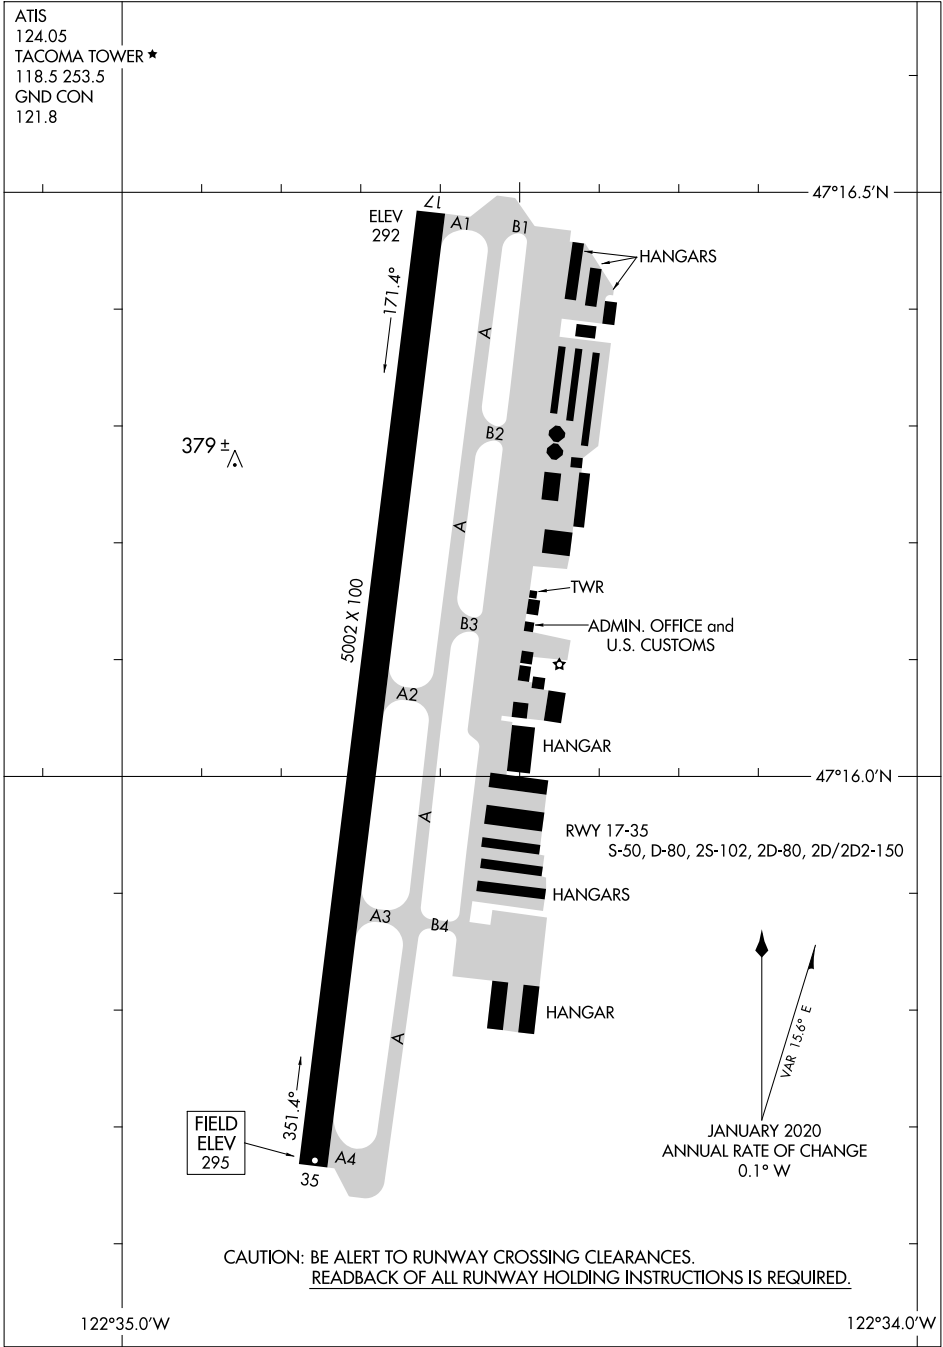 ATIS
124.05
TACOMA TOWER ★
118.5 253.5
GND CON
121.8
47°16.5'N
17
ELEV
292
A1
B1
HANGARS
171.4°
A
379 ±
B2
A
5002 X 100
TWR
B3
ADMIN. OFFICE and
U.S. CUSTOMS
A2
HANGAR
47°16.0'N
A
RWY 17-35
S-50, D-80, 2S-102, 2D-80, 2D/2D2-150
HANGARS
A3
B4
HANGAR
A
VAR 15.6° E
351.4°
FIELD
ELEV
295
A4
35
JANUARY 2020
ANNUAL RATE OF CHANGE
0.1° W
CAUTION: BE ALERT TO RUNWAY CROSSING CLEARANCES.
READBACK OF ALL RUNWAY HOLDING INSTRUCTIONS IS REQUIRED.
122°35.0'W
122°34.0'W